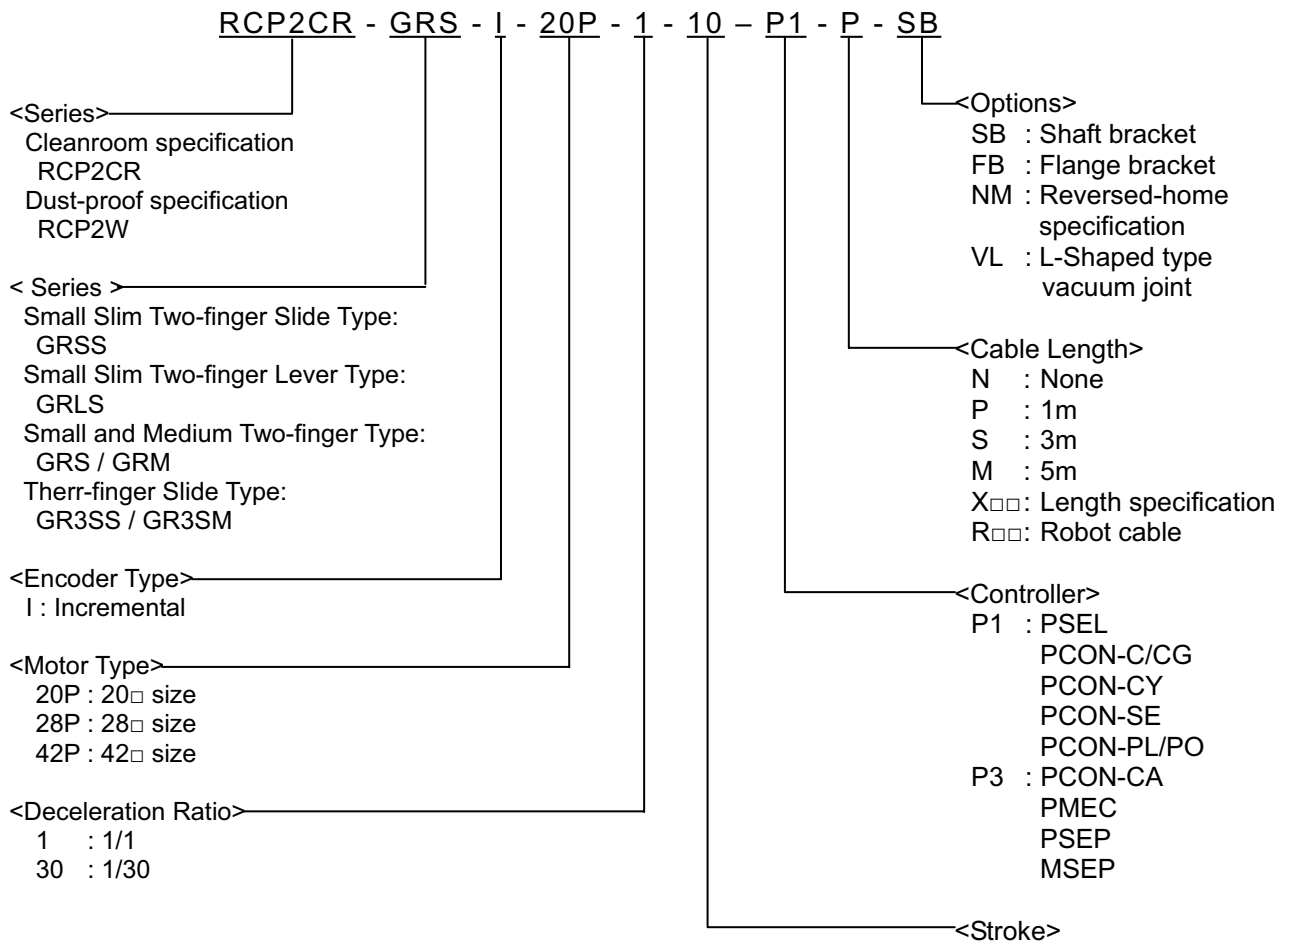 RCP2CR - GRS - I - 20P - 1 - 10 – P1 - P - SB
<Series>
Cleanroom specification
RCP2CR
Dust-proof specification
RCP2W
< Series >
Small Slim Two-finger Slide Type:
GRSS
Small Slim Two-finger Lever Type:
GRLS
Small and Medium Two-finger Type:
GRS / GRM
Therr-finger Slide Type:
GR3SS / GR3SM
<Encoder Type>
I : Incremental
<Motor Type>
20P : 20□ size
28P : 28□ size
42P : 42□ size
<Deceleration Ratio>
1 : 1/1
30 : 1/30
<Options>
SB : Shaft bracket
FB : Flange bracket
NM : Reversed-home
specification
VL : L-Shaped type
vacuum joint
<Cable Length>
N : None
P : 1m
S : 3m
M : 5m
X□□: Length specification
R□□: Robot cable
<Controller>
P1 : PSEL
PCON-C/CG
PCON-CY
PCON-SE
PCON-PL/PO
P3 : PCON-CA
PMEC
PSEP
MSEP
<Stroke>